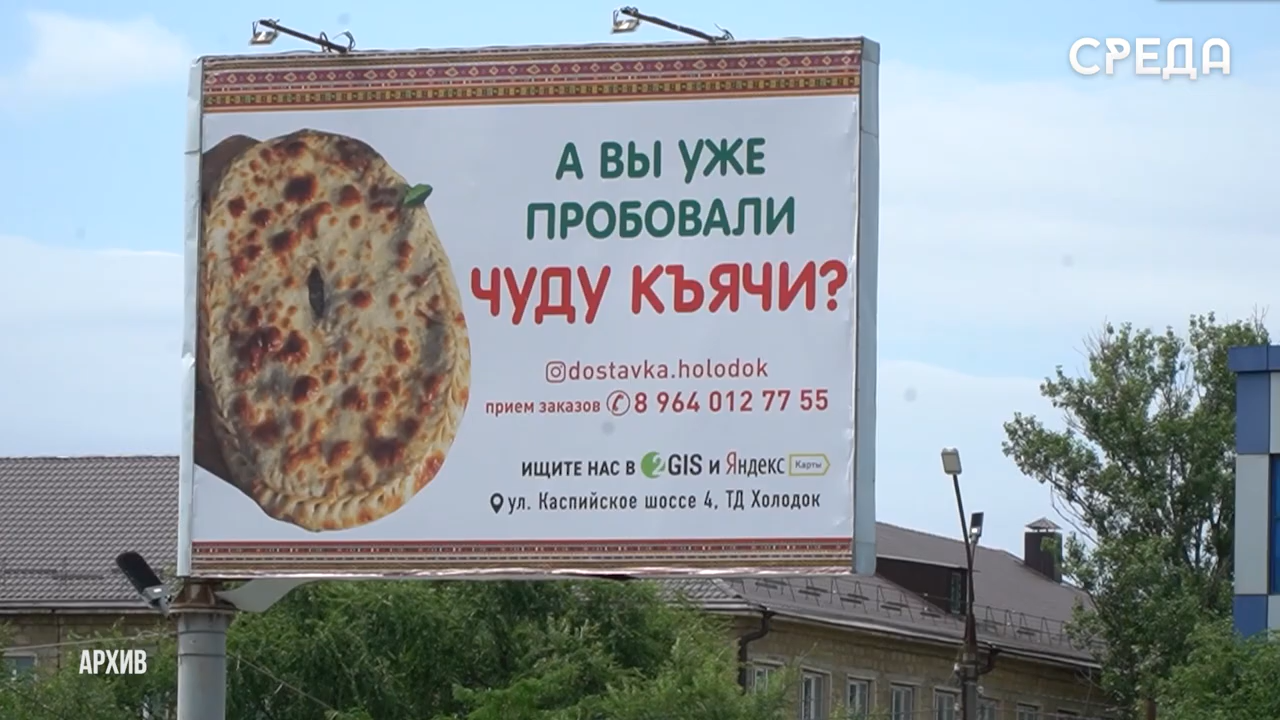 СРЕДА
А ВЫ УЖЕ
ПРОБОВАЛИ
ЧУДУ КЪЯЧИ?
dostavka.holodok
прием заказов 8 964 012 77 55
ИЩИТЕ НАС В 2GIS и Яндекс Карты
ул. Каспийское шоссе 4, ТД Холодок
АРХИВ